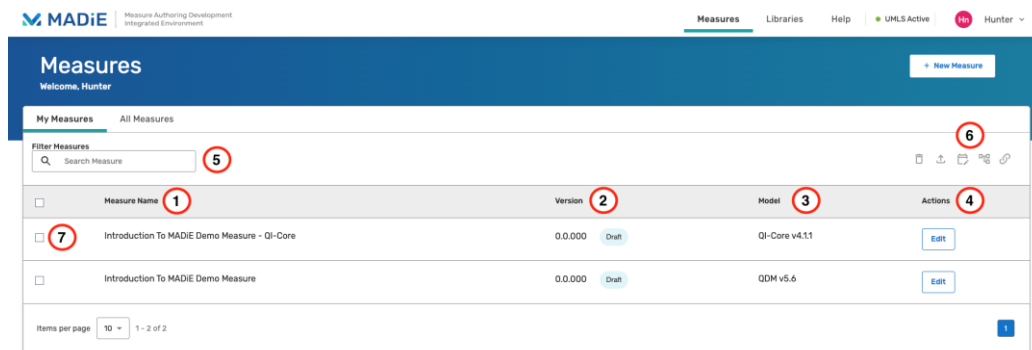 MADiE Measure Authoring Development Integrated Environment Measures Libraries Help UMLS Active Hn Hunter
Measures
Welcome, Hunter
+ New Measure
My Measures All Measures
Filter Measures
Search Measure 5
6
Measure Name 1 Version 2 Model 3 Actions 4
7 Introduction To MADiE Demo Measure - QI-Core 0.0.000 Draft QI-Core v4.1.1 Edit
Introduction To MADiE Demo Measure 0.0.000 Draft QDM v5.6 Edit
Items per page 10 1 - 2 of 2 1